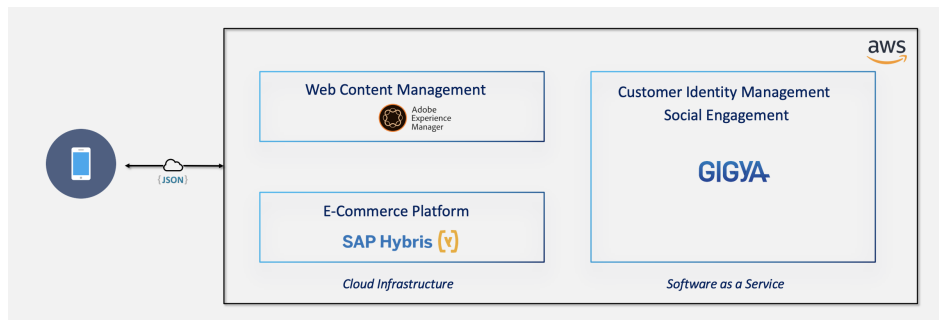 aws
Web Content Management
Adobe
Experience
Manager
Customer Identity Management
Social Engagement
GIGYA
{JSON}
E-Commerce Platform
SAP Hybris (Y)
Cloud Infrastructure
Software as a Service